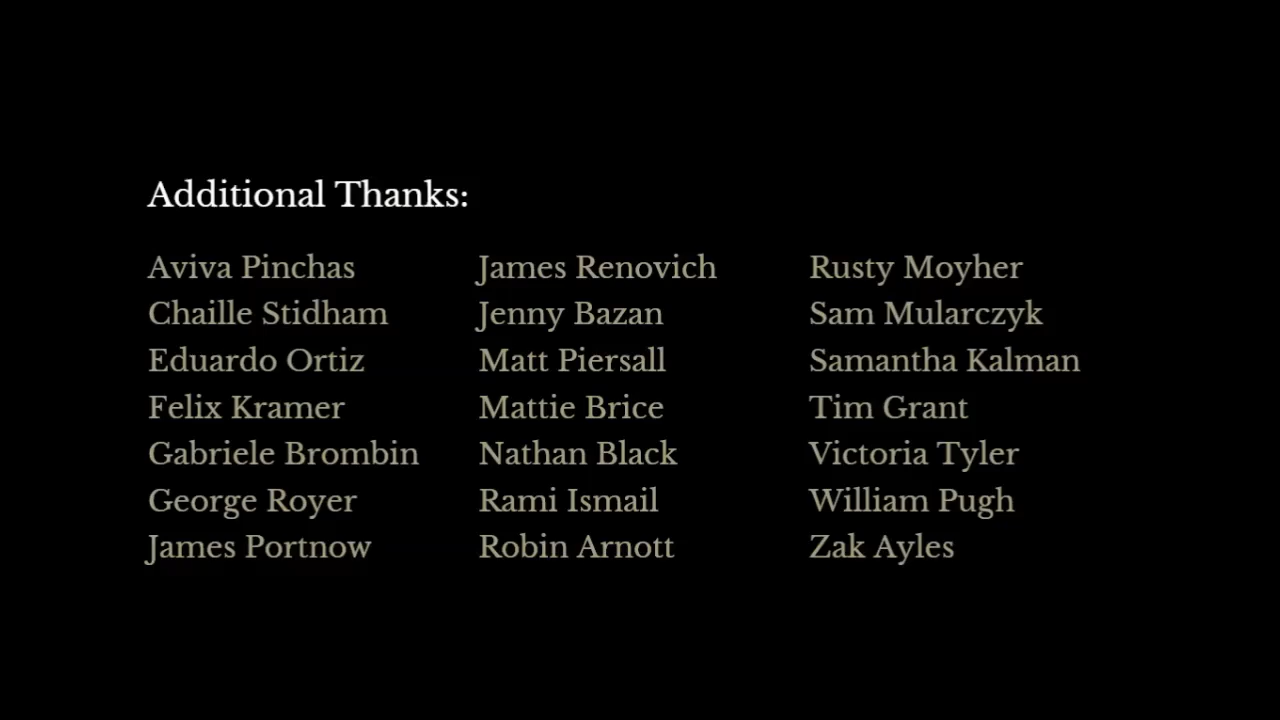 Additional Thanks:
Aviva Pinchas
Chaille Stidham
Eduardo Ortiz
Felix Kramer
Gabriele Brombin
George Royer
James Portnow
James Renovich
Jenny Bazan
Matt Piersall
Mattie Brice
Nathan Black
Rami Ismail
Robin Arnott
Rusty Moyher
Sam Mularczyk
Samantha Kalman
Tim Grant
Victoria Tyler
William Pugh
Zak Ayles